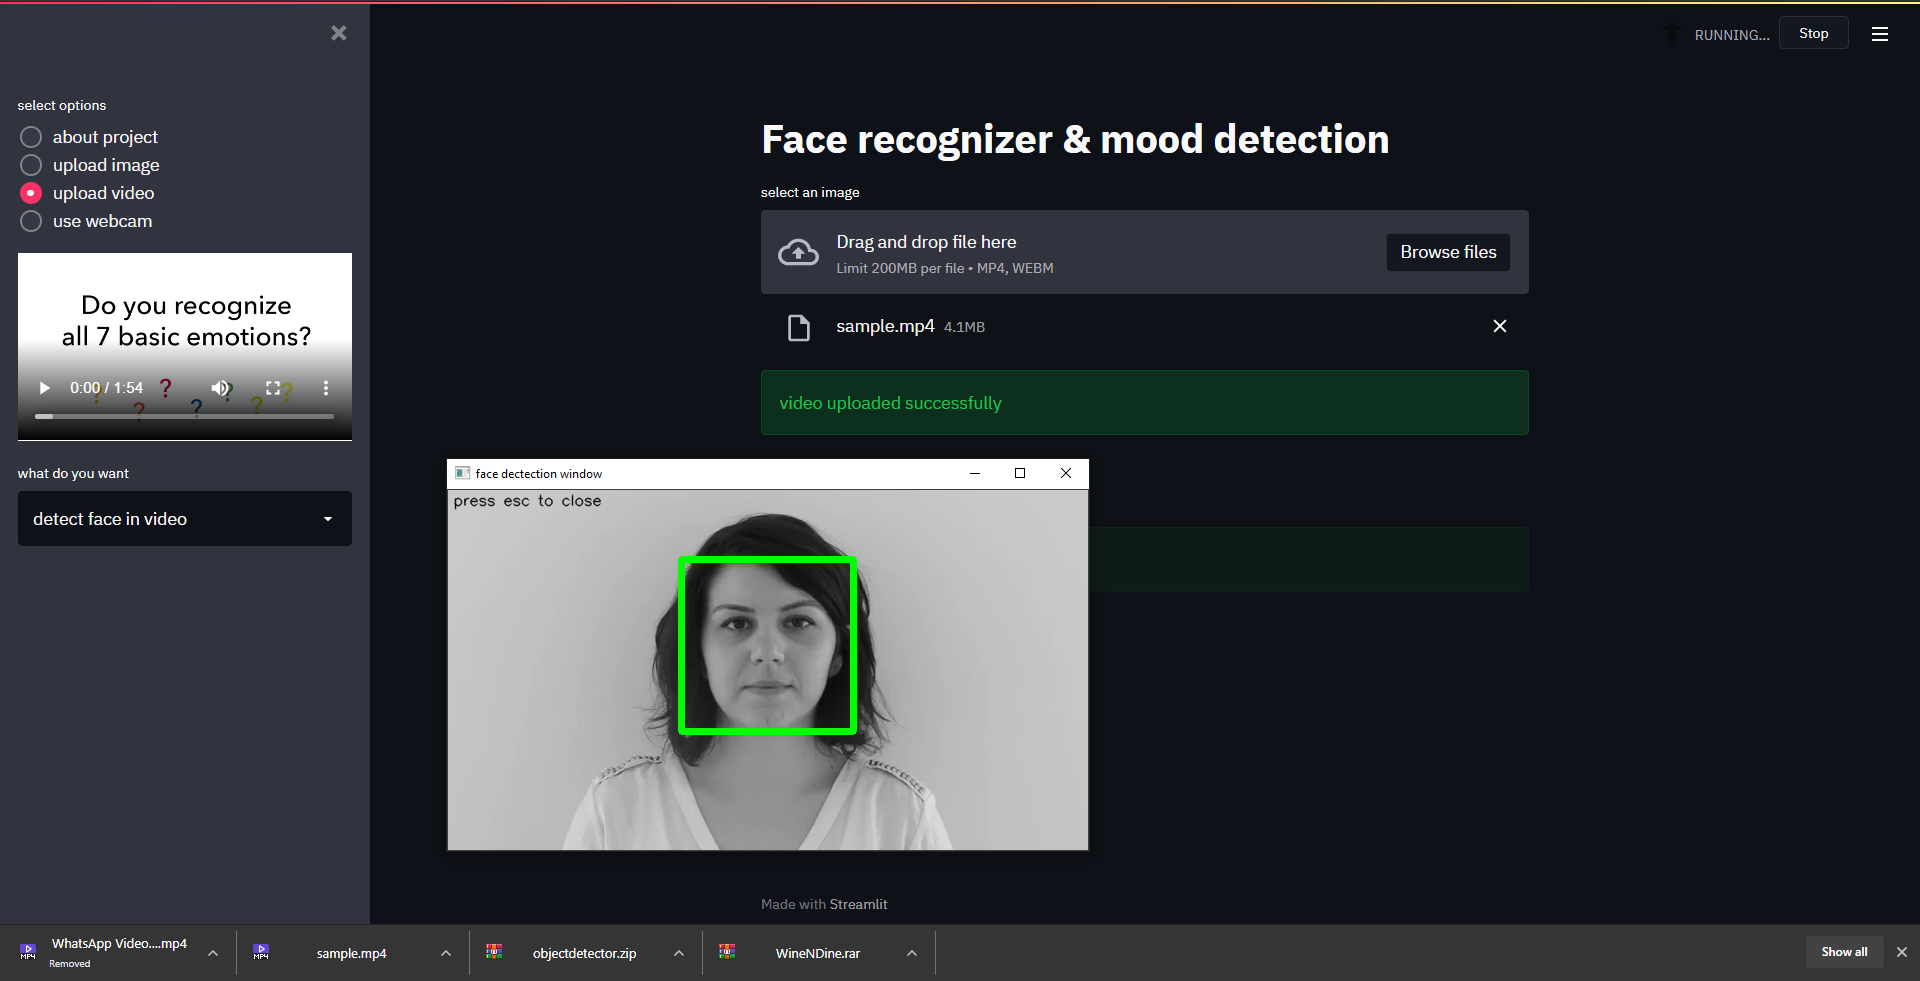 RUNNING...
Stop
select options
about project
upload image
upload video
use webcam
Do you recognize
all 7 basic emotions?
0:00 / 1:54
what do you want
detect face in video
Face recognizer & mood detection
select an image
Drag and drop file here
Limit 200MB per file • MP4, WEBM
Browse files
sample.mp4 4.1MB
video uploaded successfully
face dectection window
press esc to close
Made with Streamlit
WhatsApp Video....mp4
Removed
sample.mp4
objectdetector.zip
WineNDine.rar
Show all